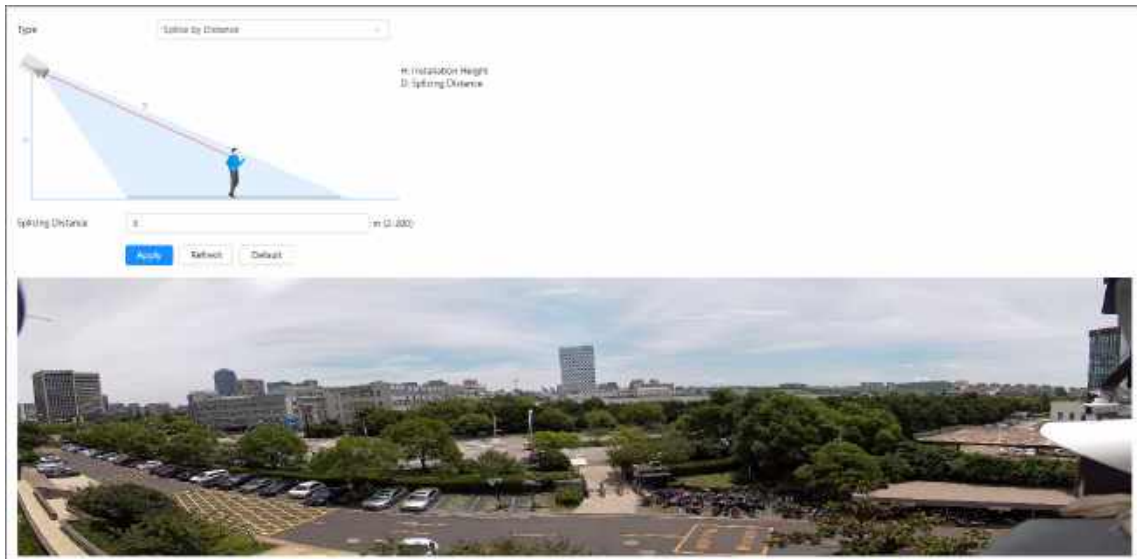 Type
Splice by Distance
H: Installation Height
D: Splicing Distance
Splicing Distance
m (2-200)
Apply
Refresh
Default